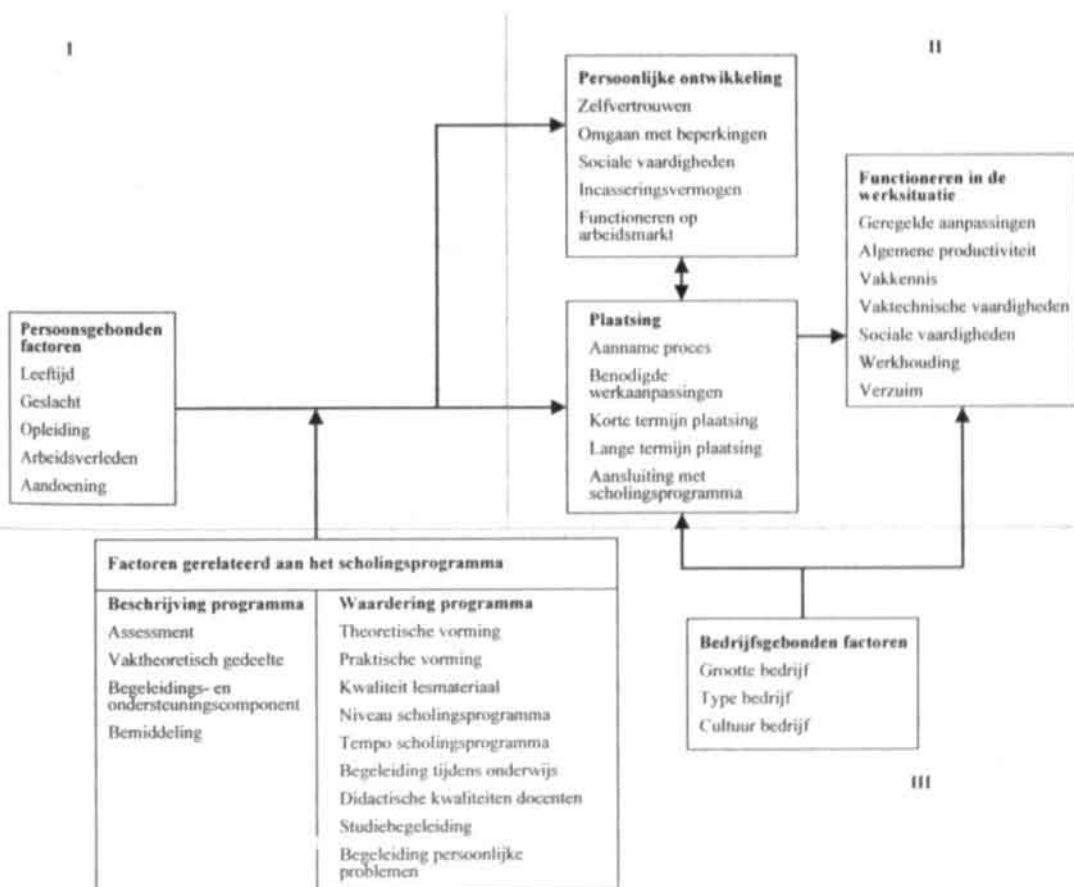 I
II
Persoonlijke ontwikkeling
Zelfvertrouwen
Omgaan met beperkingen
Sociale vaardigheden
Incasseringsvermogen
Functioneren op
arbeidsmarkt
Functioneren in de
werksituatie
Geregelde aanpassingen
Algemene productiviteit
Vakkennis
Vaktechnische vaardigheden
Sociale vaardigheden
Werkhouding
Verzuim
Persoonsgebonden
factoren
Leeftijd
Geslacht
Opleiding
Arbeidsverleden
Aandoening
Plaatsing
Aanname proces
Benodigde
werkaanpassingen
Korte termijn plaatsing
Lange termijn plaatsing
Aansluiting met
scholingsprogramma
Factoren gerelateerd aan het scholingsprogramma
Beschrijving programma
Assessment
Vaktheoretisch gedeelte
Begeleidings- en
ondersteuningscomponent
Bemiddeling
Waardering programma
Theoretische vorming
Praktische vorming
Kwaliteit lesmateriaal
Niveau scholingsprogramma
Tempo scholingsprogramma
Begeleiding tijdens onderwijs
Didactische kwaliteiten docenten
Studiebegeleiding
Begeleiding persoonlijke
problemen
Bedrijfsgebonden factoren
Grootte bedrijf
Type bedrijf
Cultuur bedrijf
III